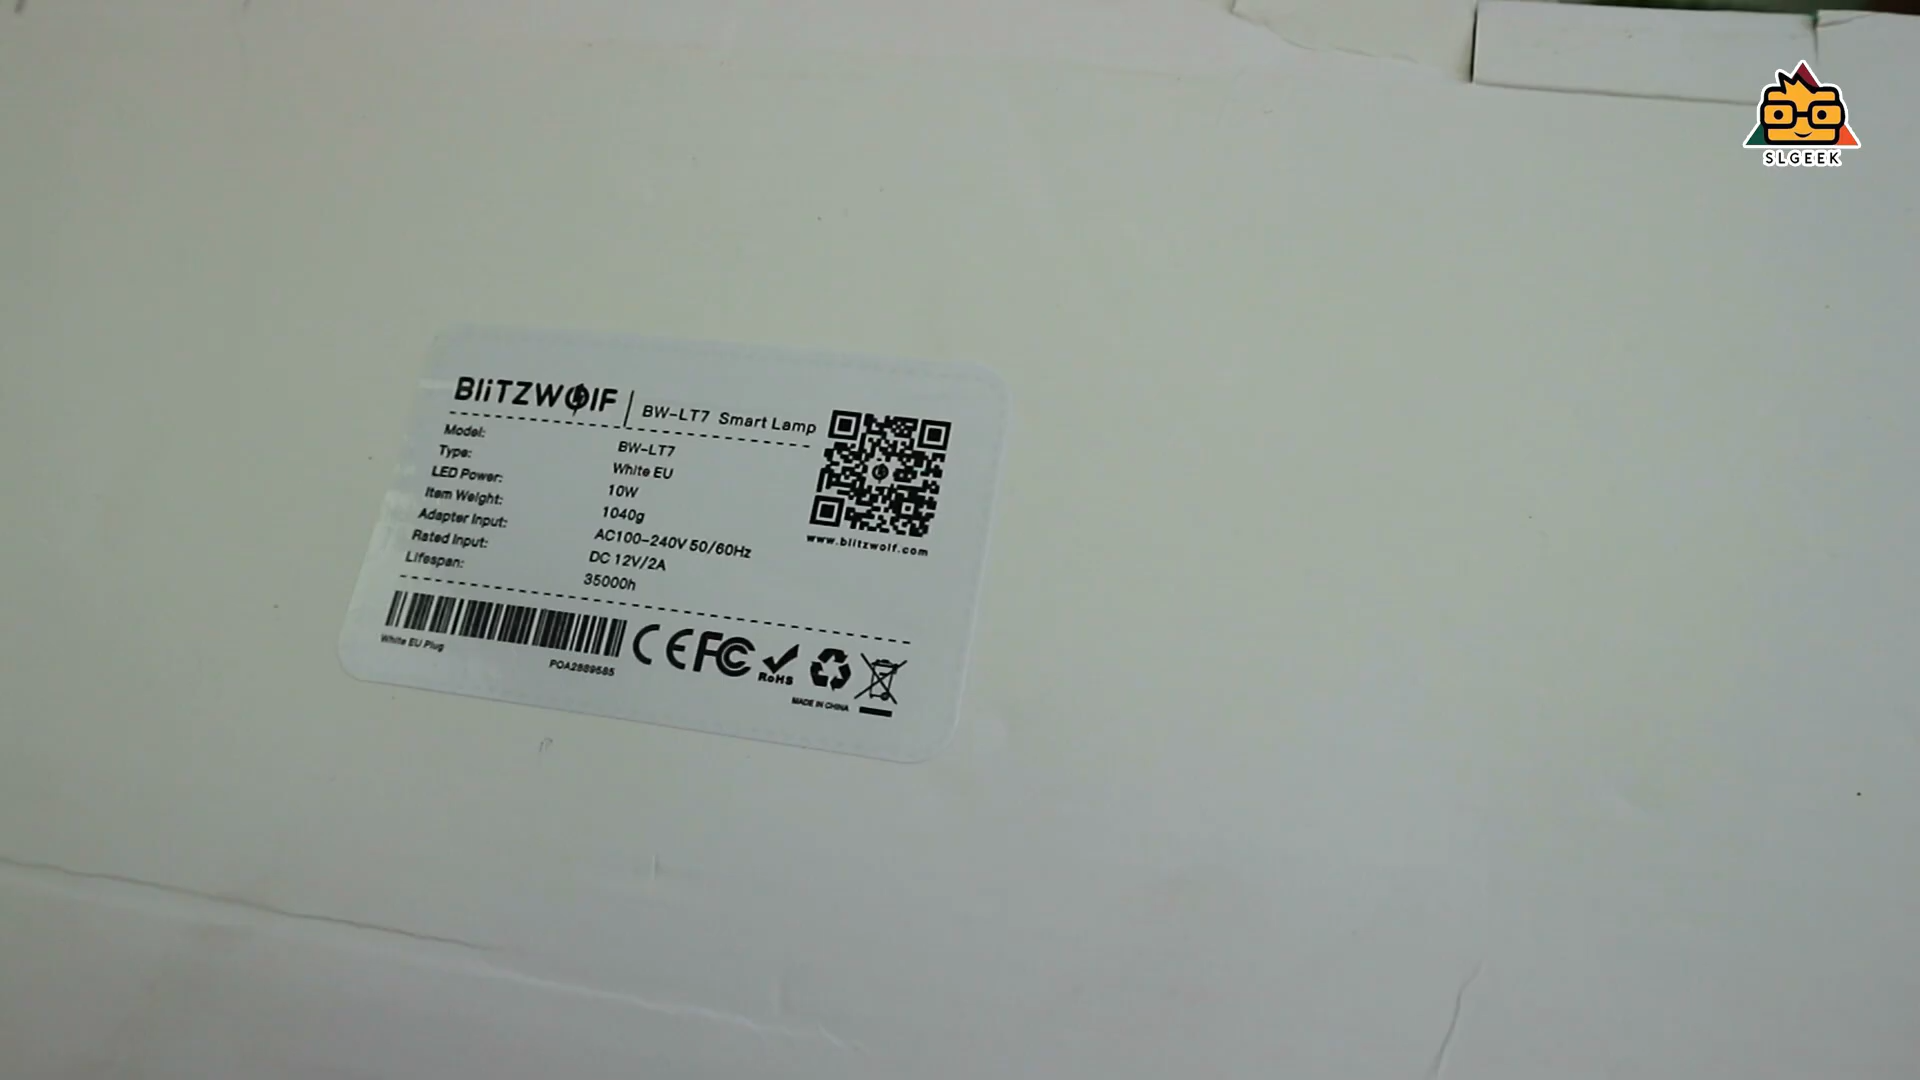 SLGEEK
BLiTZWOLF | BW-LT7 Smart Lamp
Model: BW-LT7
Type: White EU
LED Power: 10W
Item Weight: 1040g
Adapter Input: AC100-240V 50/60Hz
Rated Input: DC 12V/2A
Lifespan: 35000h
www.blitzwolf.com
White EU Plug
POA2889585
CE FC
RoHS
MADE IN CHINA